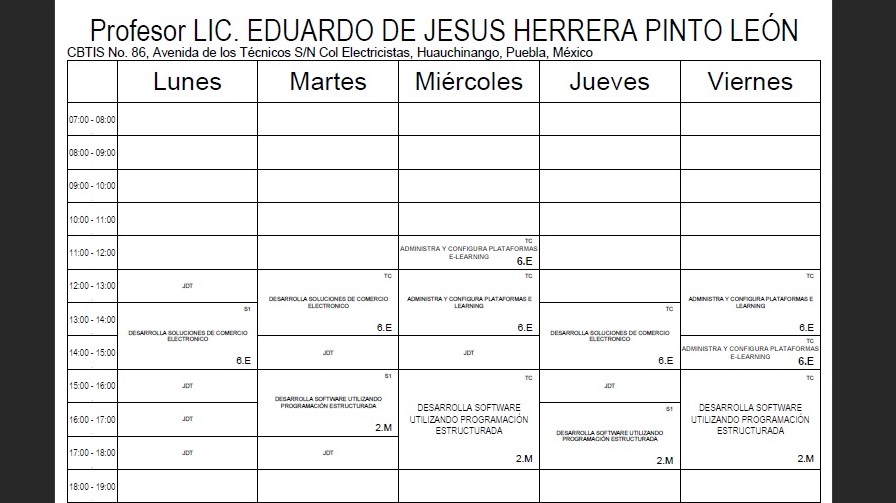 Profesor LIC. EDUARDO DE JESUS HERRERA PINTO LEÓN
CBTIS No. 86, Avenida de los Técnicos S/N Col Electricistas, Huauchinango, Puebla, México
Lunes Martes Miércoles Jueves Viernes
07:00 - 08:00
08:00 - 09:00
09:00 - 10:00
10:00 - 11:00
11:00 - 12:00
TC
ADMINISTRA Y CONFIGURA PLATAFORMAS
E-LEARNING
6.E
12:00 - 13:00
JDT
TC
DESARROLLA SOLUCIONES DE COMERCIO
ELECTRONICO
6.E
TC
ADMINISTRA Y CONFIGURA PLATAFORMAS E
LEARNING
6.E
TC
ADMINISTRA Y CONFIGURA PLATAFORMAS E
LEARNING
6.E
13:00 - 14:00
S1
DESARROLLA SOLUCIONES DE COMERCIO
ELECTRONICO
6.E
TC
DESARROLLA SOLUCIONES DE COMERCIO
ELECTRONICO
6.E
14:00 - 15:00
JDT
JDT
TC
ADMINISTRA Y CONFIGURA PLATAFORMAS
E-LEARNING
6.E
15:00 - 16:00
JDT
S1
DESARROLLA SOFTWARE UTILIZANDO
PROGRAMACIÓN ESTRUCTURADA
2.M
TC
DESARROLLA SOFTWARE
UTILIZANDO PROGRAMACIÓN
ESTRUCTURADA
2.M
JDT
TC
DESARROLLA SOFTWARE
UTILIZANDO PROGRAMACIÓN
ESTRUCTURADA
2.M
16:00 - 17:00
JDT
S1
DESARROLLA SOFTWARE UTILIZANDO
PROGRAMACIÓN ESTRUCTURADA
2.M
17:00 - 18:00
JDT
JDT
18:00 - 19:00